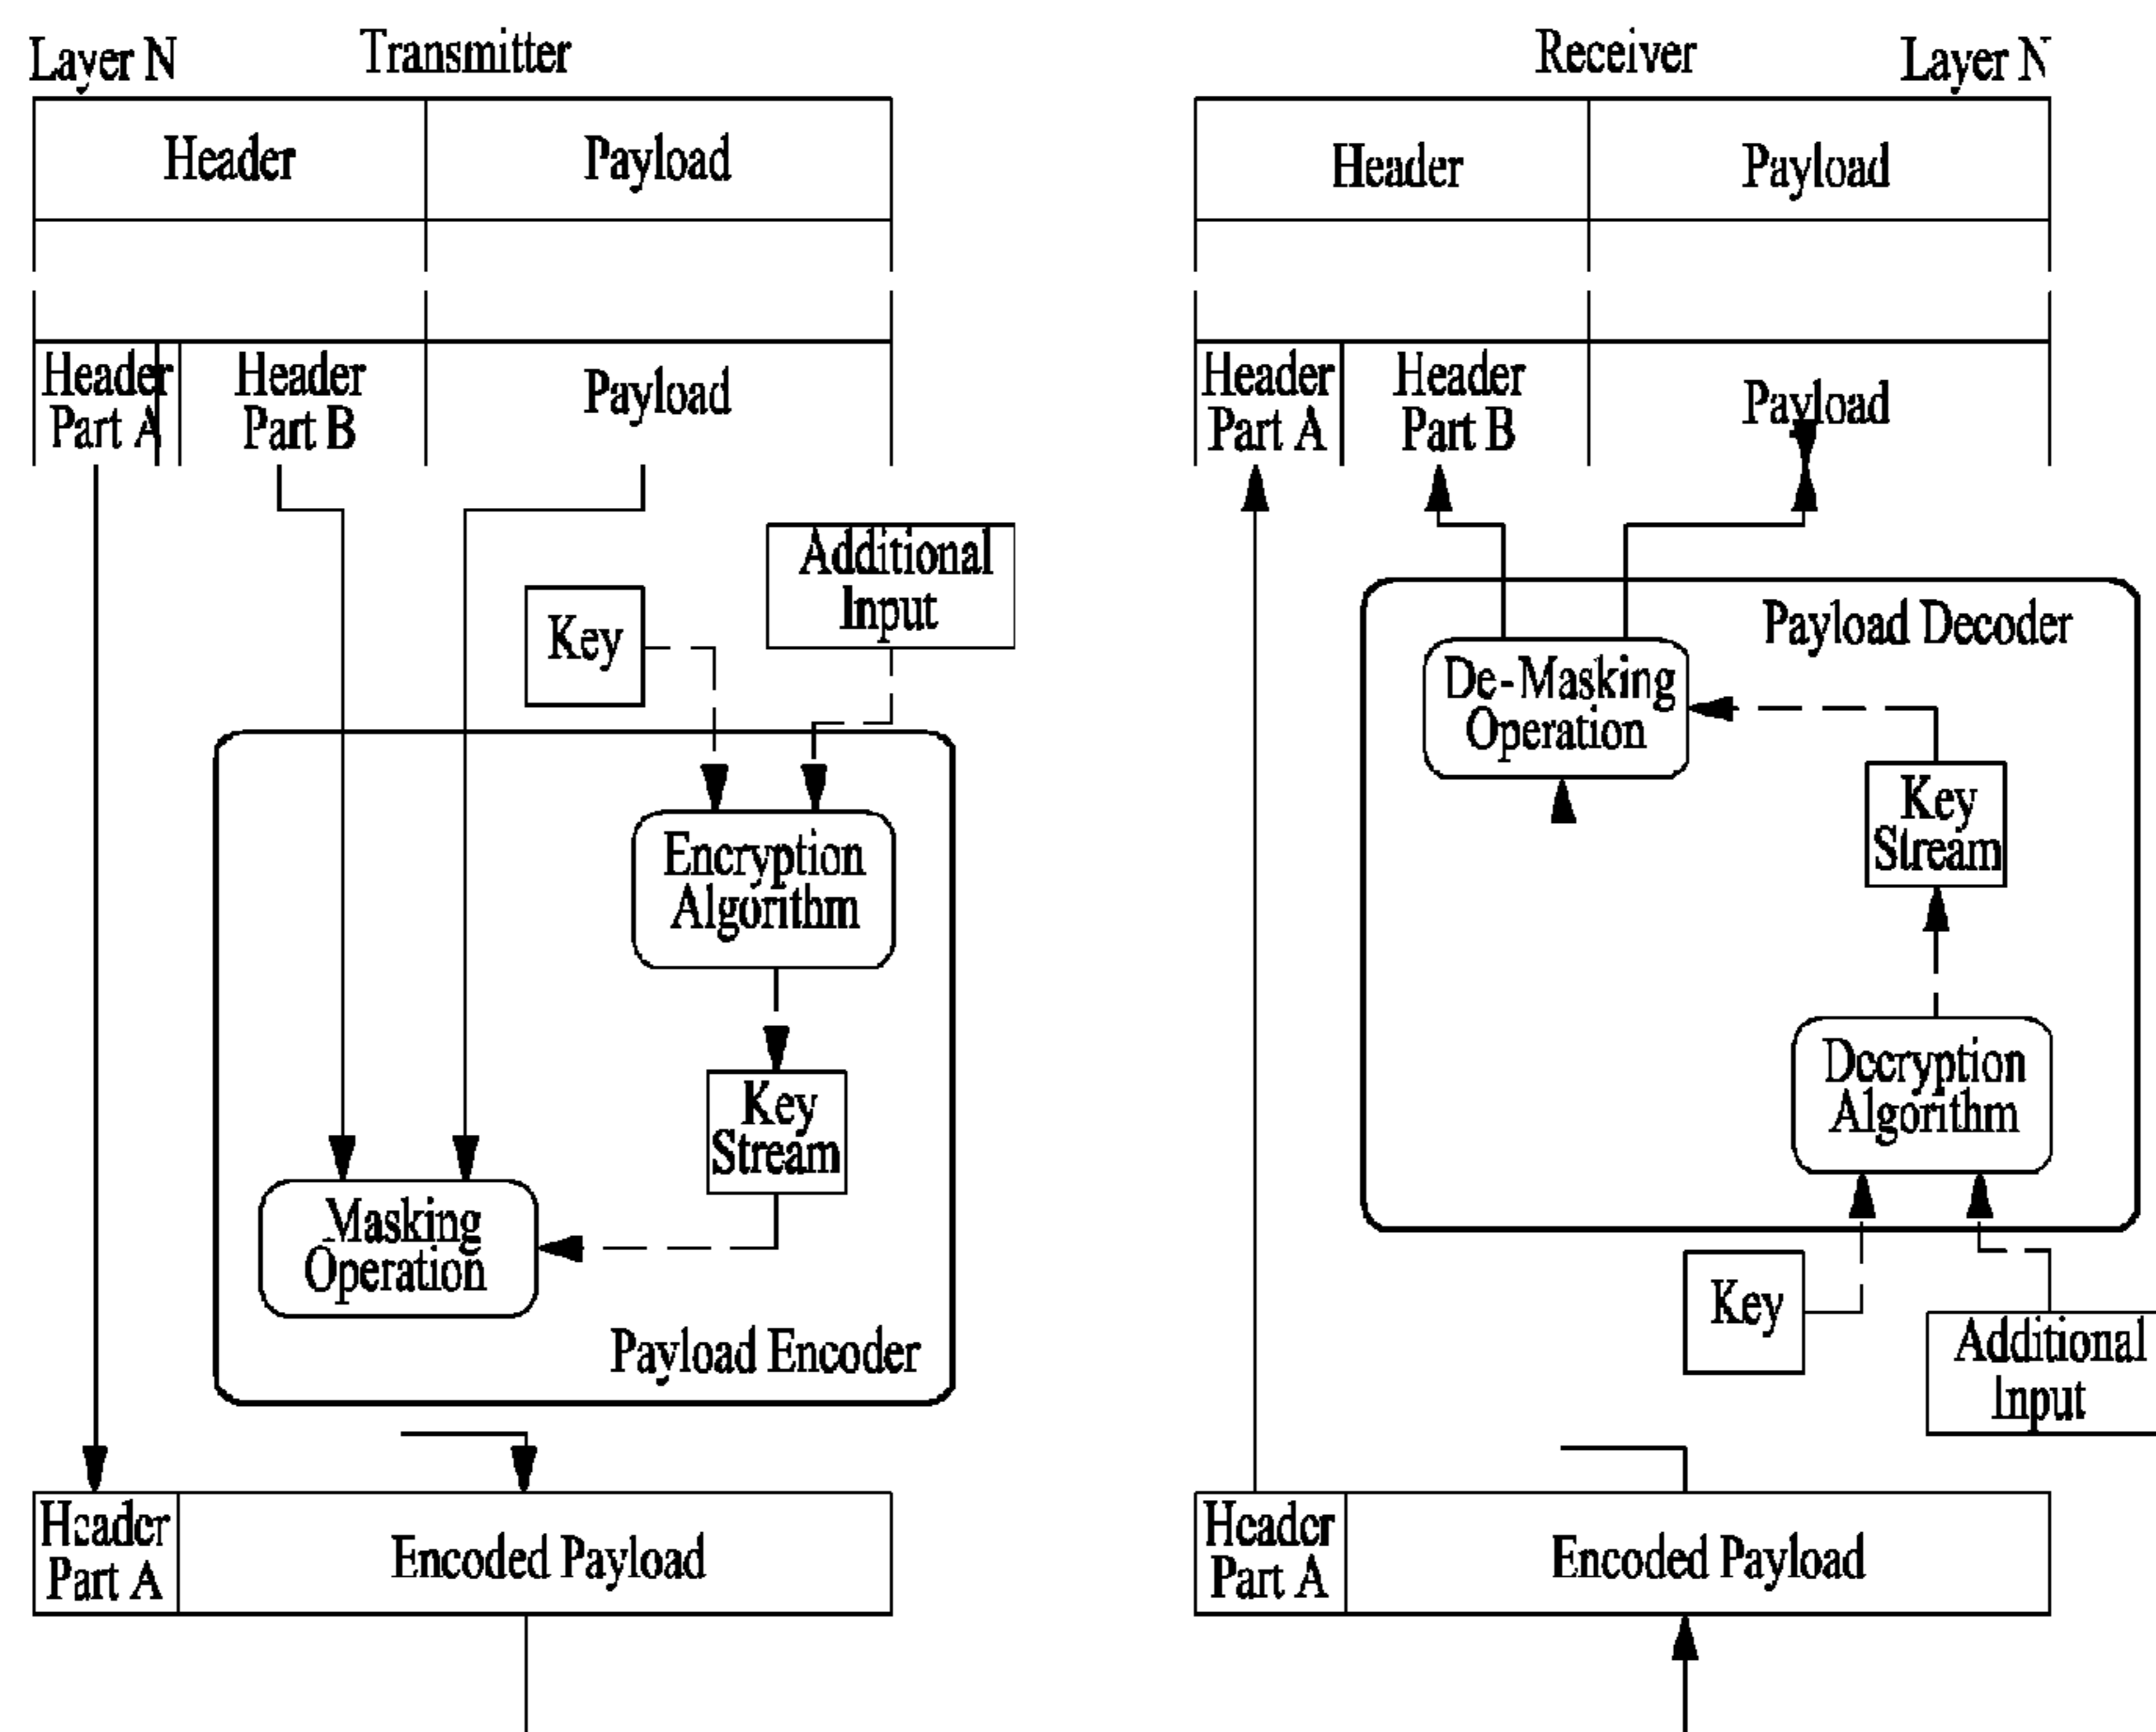 Layer N
Transmitter
Header
Payload
Header
Part A
Header
Part B
Payload
Key
Additional
Input
Encryption
Algorithm
Key
Stream
Masking
Operation
Payload Encoder
Header
Part A
Encoded Payload
Receiver
Layer N
Header
Payload
Header
Part A
Header
Part B
Payload
Payload Decoder
De-Masking
Operation
Key
Stream
Decryption
Algorithm
Key
Additional
Input
Header
Part A
Encoded Payload